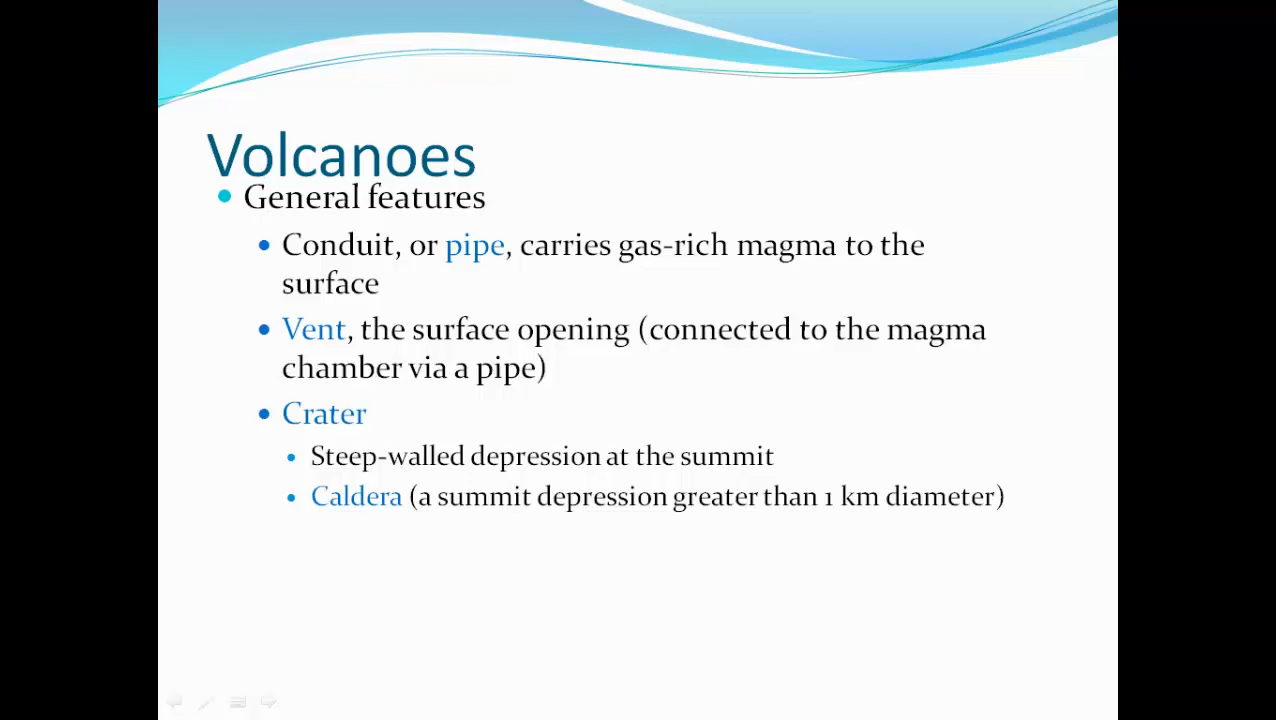 Volcanoes
General features
Conduit, or pipe, carries gas-rich magma to the
surface
Vent, the surface opening (connected to the magma
chamber via a pipe)
Crater
Steep-walled depression at the summit
Caldera (a summit depression greater than 1 km diameter)